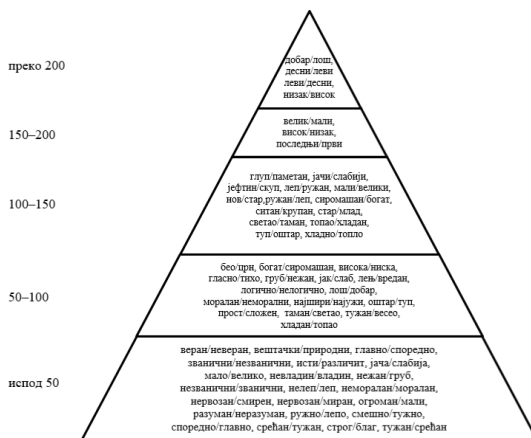 преко 200
добар/лош,
десни/леви
леви/десни,
низак/висок
150–200
велик/мали,
висок/низак,
последњи/први
100–150
глуп/паметан, јачи/слабији,
јефтин/скуп, леп/ружан, мали/велики,
нов/стар,ружан/леп, сиромашан/богат,
ситан/крупан, стар/млад,
светао/таман, топао/хладан,
туп/оштар, хладно/топло
50–100
бео/црн, богат/сиромашан, висока/ниска,
гласно/тихо, груб/нежан, јак/слаб, лењ/вредан,
логично/нелогично, лош/добар,
моралан/неморални, најшири/најужи, оштар/туп,
прост/сложен, таман/светао, тужан/весео,
хладан/топао
испод 50
веран/неверан, вештачки/природни, главно/споредно,
званични/незванични, исти/различит, јача/слабија,
мало/велико, невладин/владин, нежан/груб,
незванични/званични, нелеп/леп, неморалан/моралан,
нервозан/смирен, нервозан/миран, огроман/мали,
разуман/неразуман, ружно/лепо, смешно/тужно,
споредно/главно, срећан/тужан, строг/благ, тужан/срећан